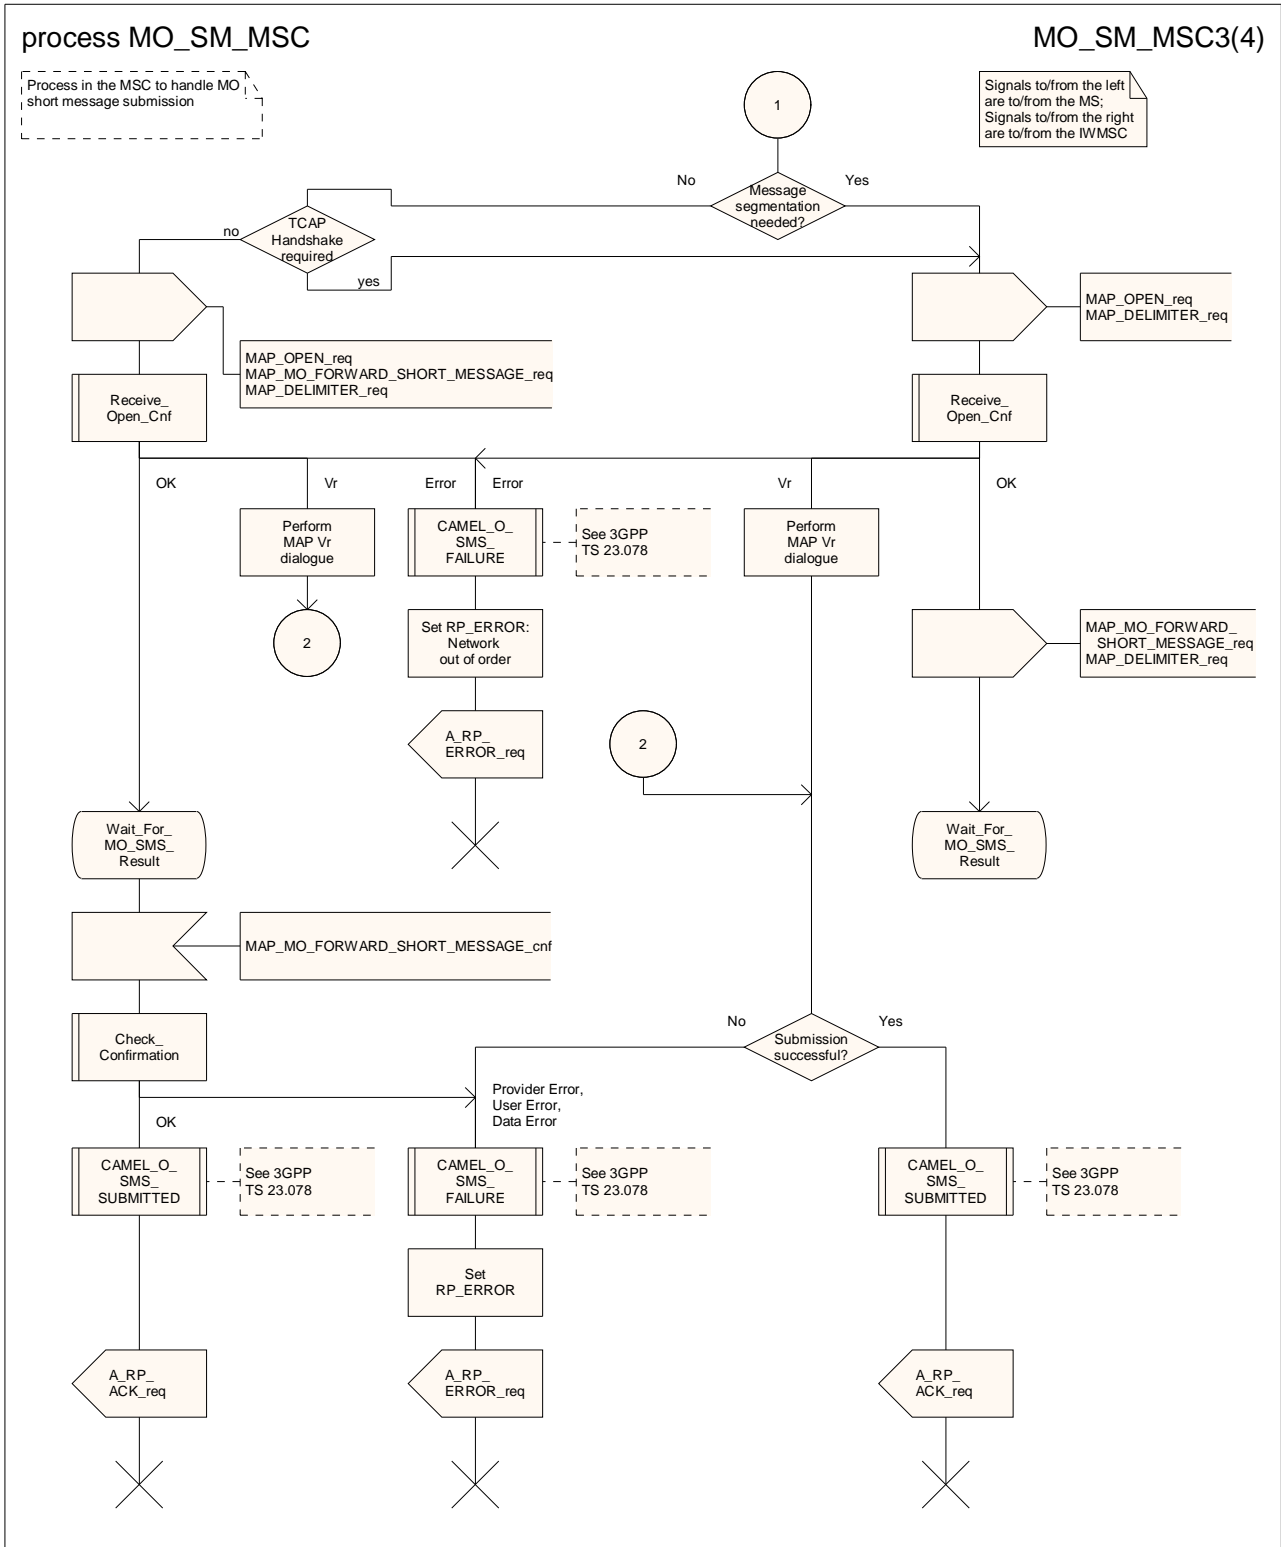 process MO_SM_MSC
MO_SM_MSC3(4)
Process in the MSC to handle MO
short message submission
1
Signals to/from the left
are to/from the MS;
Signals to/from the right
are to/from the IWMSC
No
Message
segmentation
needed?
Yes
no
TCAP
Handshake
required
yes
MAP_OPEN_req
MAP_DELIMITER_req
MAP_OPEN_req
MAP_MO_FORWARD_SHORT_MESSAGE_req
MAP_DELIMITER_req
Receive_
Open_Cnf
Receive_
Open_Cnf
OK
Vr
Error
Error
Vr
OK
Perform
MAP Vr
dialogue
CAMEL_O_
SMS_
FAILURE
See 3GPP
TS 23.078
Perform
MAP Vr
dialogue
2
Set RP_ERROR:
Network
out of order
MAP_MO_FORWARD_
SHORT_MESSAGE_req
MAP_DELIMITER_req
A_RP_
ERROR_req
2
Wait_For_
MO_SMS_
Result
Wait_For_
MO_SMS_
Result
MAP_MO_FORWARD_SHORT_MESSAGE_cnf
Check_
Confirmation
No
Submission
successful?
Yes
OK
Provider Error,
User Error,
Data Error
CAMEL_O_
SMS_
SUBMITTED
See 3GPP
TS 23.078
CAMEL_O_
SMS_
FAILURE
See 3GPP
TS 23.078
CAMEL_O_
SMS_
SUBMITTED
See 3GPP
TS 23.078
Set
RP_ERROR
A_RP_
ACK_req
A_RP_
ERROR_req
A_RP_
ACK_req